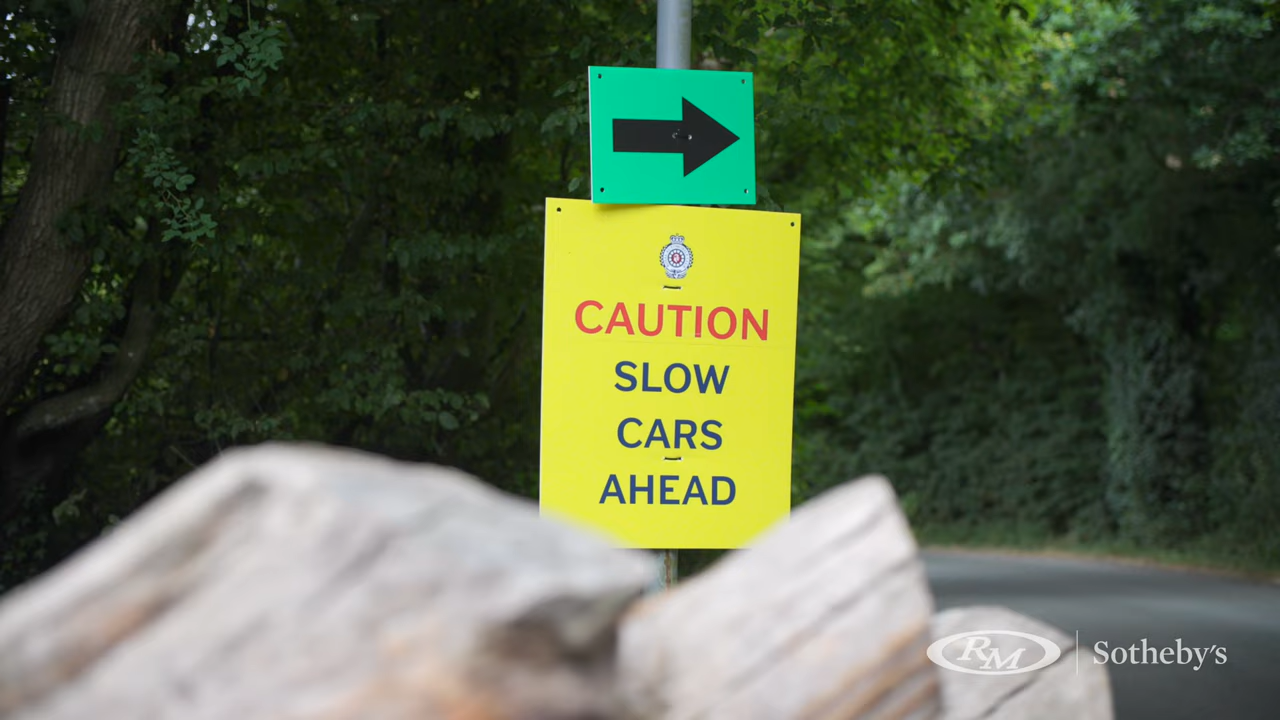 CAUTION
SLOW
CARS
AHEAD
RM Sotheby's